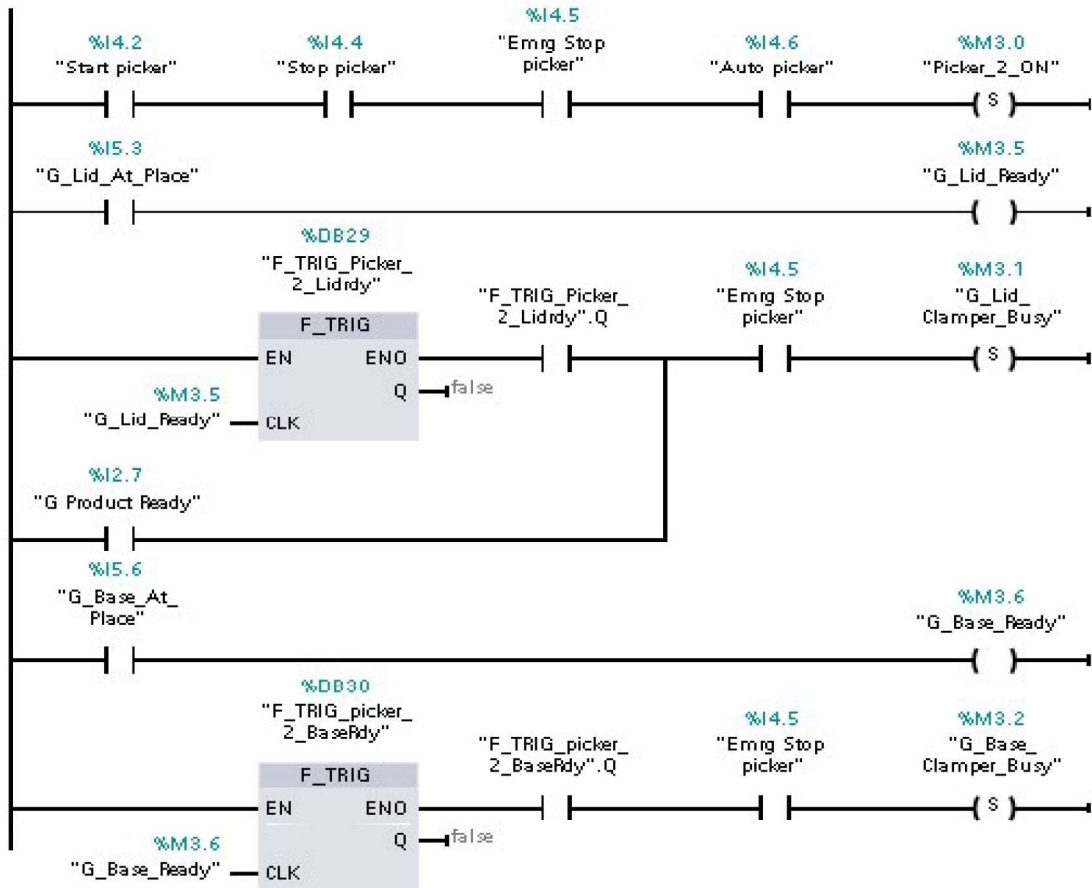 %I4.2
"Start picker"
%I4.4
"Stop picker"
%I4.5
"Emrg Stop
picker"
%I4.6
"Auto picker"
%M3.0
"Picker_2_ON"
S
%I5.3
"G_Lid_At_Place"
%M3.5
"G_Lid_Ready"
%DB29
"F_TRIG_Picker_
2_Lidrdy"
F_TRIG
EN
ENO
Q
false
%M3.5
"G_Lid_Ready"
CLK
"F_TRIG_Picker_
2_Lidrdy".Q
%I4.5
"Emrg Stop
picker"
%M3.1
"G_Lid_
Clamper_Busy"
S
%I2.7
"G Product Ready"
%I5.6
"G_Base_At_
Place"
%M3.6
"G_Base_Ready"
%DB30
"F_TRIG_picker_
2_BaseRdy"
F_TRIG
EN
ENO
Q
false
%M3.6
"G_Base_Ready"
CLK
"F_TRIG_picker_
2_BaseRdy".Q
%I4.5
"Emrg Stop
picker"
%M3.2
"G_Base_
Clamper_Busy"
S